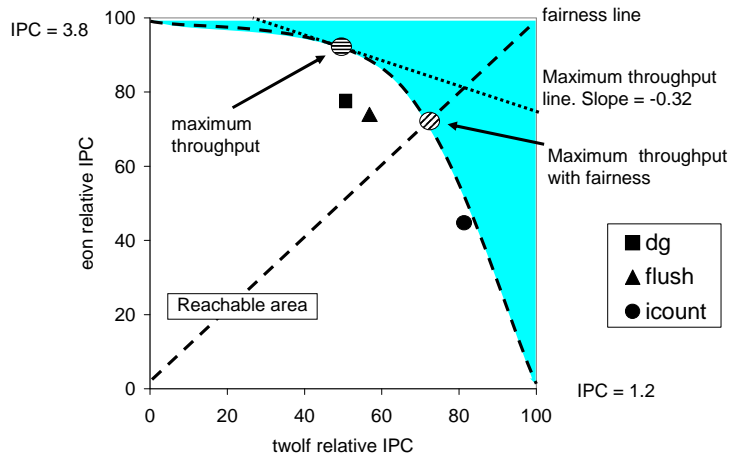 IPC = 3.8
fairness line
Maximum throughput
line. Slope = -0.32
maximum
throughput
Maximum throughput
with fairness
eon relative IPC
100
80
60
40
20
0
Reachable area
dg
flush
icount
0 20 40 60 80 100
IPC = 1.2
twolf relative IPC